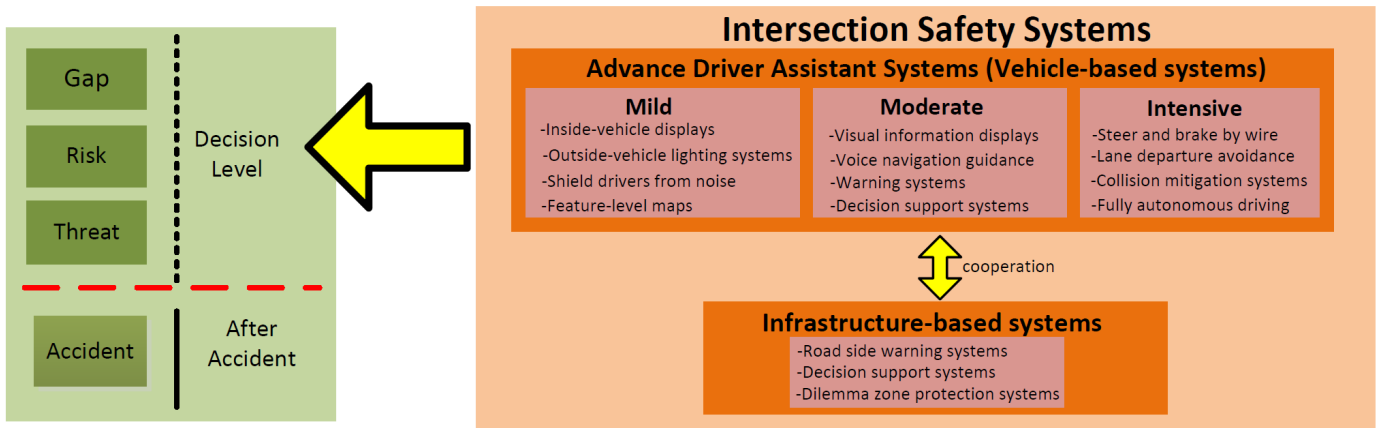 Gap
Risk
Threat
Decision
Level
Accident
After
Accident
Intersection Safety Systems
Advance Driver Assistant Systems (Vehicle-based systems)
Mild
-Inside-vehicle displays
-Outside-vehicle lighting systems
-Shield drivers from noise
-Feature-level maps
Moderate
-Visual information displays
-Voice navigation guidance
-Warning systems
-Decision support systems
Intensive
-Steer and brake by wire
-Lane departure avoidance
-Collision mitigation systems
-Fully autonomous driving
cooperation
Infrastructure-based systems
-Road side warning systems
-Decision support systems
-Dilemma zone protection systems